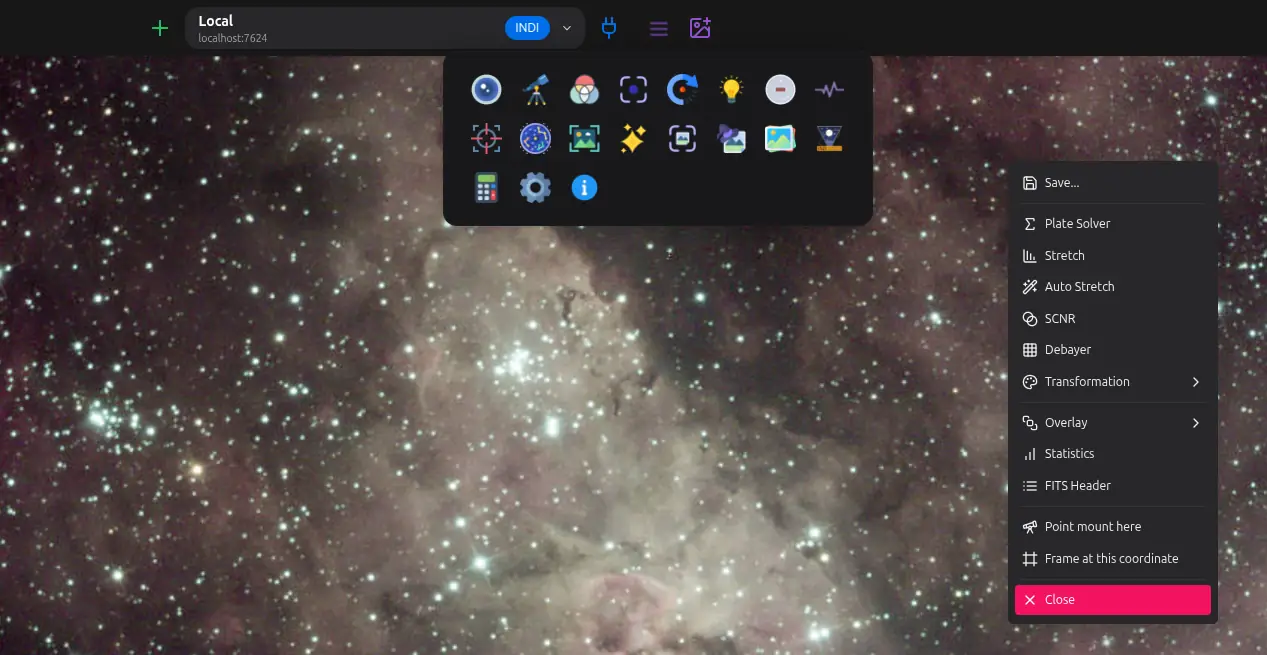 Local
localhost:7624
INDI
Save...
Plate Solver
Stretch
Auto Stretch
SCNR
Debayer
Transformation
Overlay
Statistics
FITS Header
Point mount here
Frame at this coordinate
Close